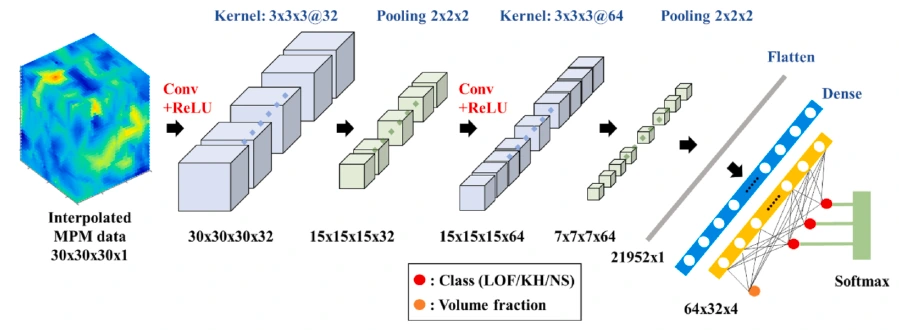 Kernel: 3x3x3@32
Pooling 2x2x2
Kernel: 3x3x3@64
Pooling 2x2x2
Conv
+ReLU
Conv
+ReLU
Flatten
Dense
Interpolated
MPM data
30x30x30x1
30x30x30x32
15x15x15x32
15x15x15x64
7x7x7x64
21952x1
64x32x4
Softmax
: Class (LOF/KH/NS)
: Volume fraction